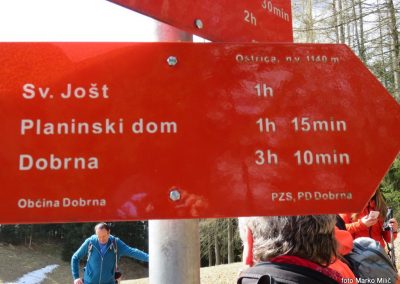 30min
2h
Ostrica, n.v. 1140 m
Sv. Jošt 1h
Planinski dom 1h 15min
Dobrna 3h 10min
Občina Dobrna PZS, PD Dobrna
foto Marko Milič